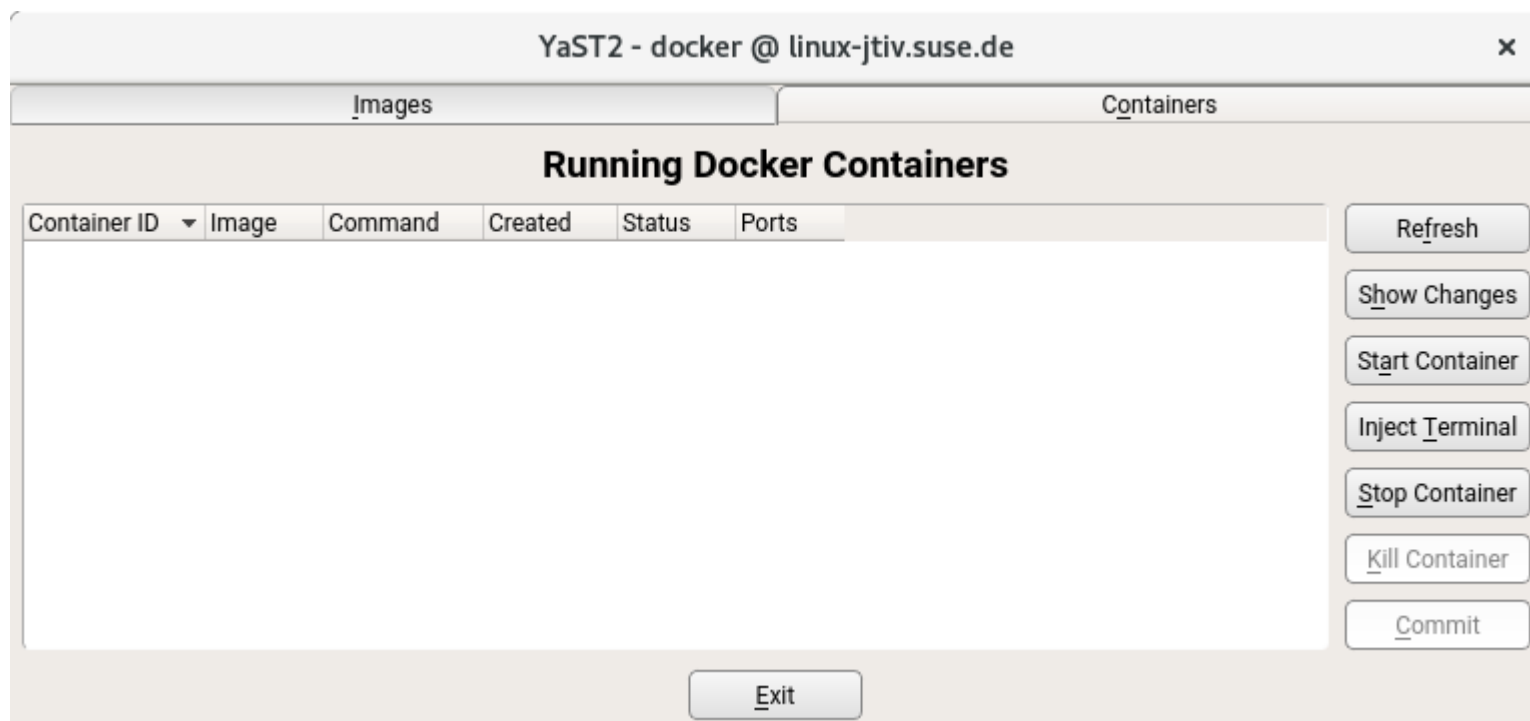 YaST2 - docker @ linux-jtiv.suse.de ×
Images Containers
Running Docker Containers
Container ID Image Command Created Status Ports
Refresh
Show Changes
Start Container
Inject Terminal
Stop Container
Kill Container
Commit
Exit